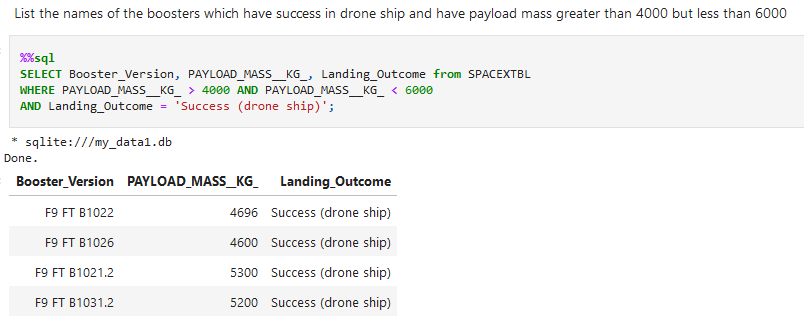 List the names of the boosters which have success in drone ship and have payload mass greater than 4000 but less than 6000
%%sql
SELECT Booster_Version, PAYLOAD_MASS__KG_, Landing_Outcome from SPACEXTBL
WHERE PAYLOAD_MASS__KG_ > 4000 AND PAYLOAD_MASS__KG_ < 6000
AND Landing_Outcome = 'Success (drone ship)';
* sqlite:///my_data1.db
Done.
Booster_Version PAYLOAD_MASS__KG_ Landing_Outcome
F9 FT B1022 4696 Success (drone ship)
F9 FT B1026 4600 Success (drone ship)
F9 FT B1021.2 5300 Success (drone ship)
F9 FT B1031.2 5200 Success (drone ship)